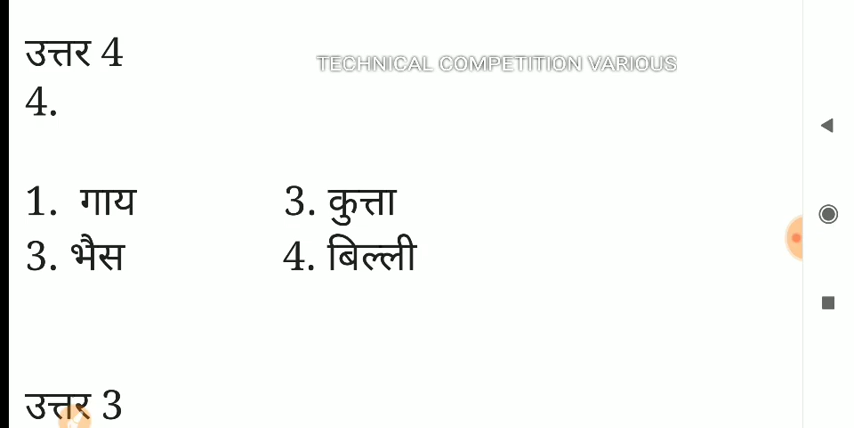 उत्तर 4
TECHNICAL COMPETITION VARIOUS
4.
1. गाय 3. कुत्ता
3. भैस 4. बिल्ली
उत्तर 3